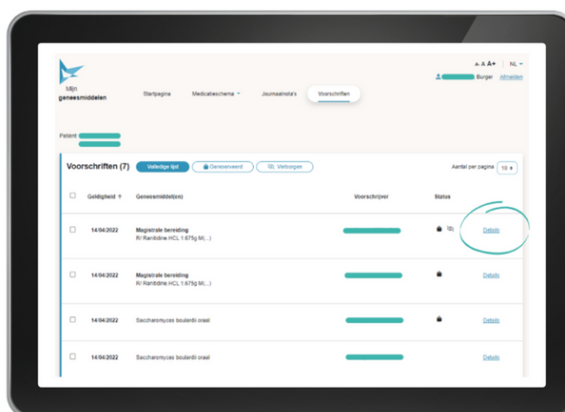 A A A+ NL
Burger Afmelden
Mijn
geneesmiddelen
Startpagina Medicatieschema Journaalnota's Voorschriften
Patiënt
Voorschriften (7) Volledige lijst Gereserveerd Verborgen Aantal per pagina 10
Geldigheid ↑ Geneesmiddel(en) Voorschrijver Status
14/04/2022 Magistrale bereiding Details
R/ Ranitidine HCL 1.675g M(...)
14/04/2022 Magistrale bereiding Details
R/ Ranitidine HCL 1.675g M(...)
14/04/2022 Saccharomyces boulardii oraal Details
14/04/2022 Saccharomyces boulardii oraal Details